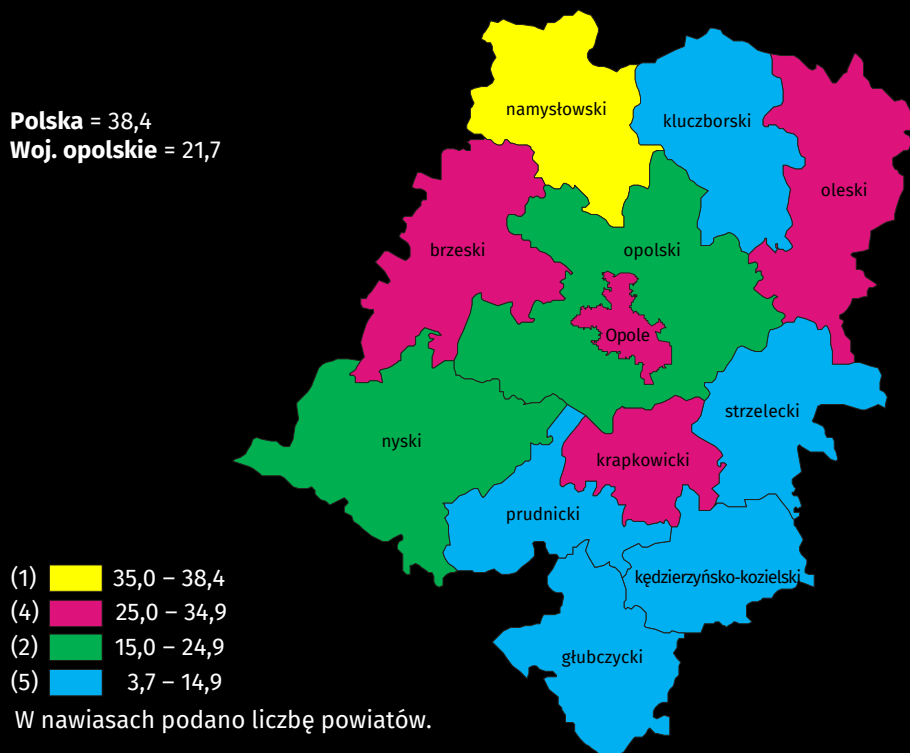 Polska = 38,4
Woj. opolskie = 21,7
namysłowski
kluczborski
oleski
brzeski
opolski
Opole
strzelecki
nyski
krapkowicki
prudnicki
kędzierzyńsko-kozielski
głubczycki
(1) 35,0 – 38,4
(4) 25,0 – 34,9
(2) 15,0 – 24,9
(5) 3,7 – 14,9
W nawiasach podano liczbę powiatów.